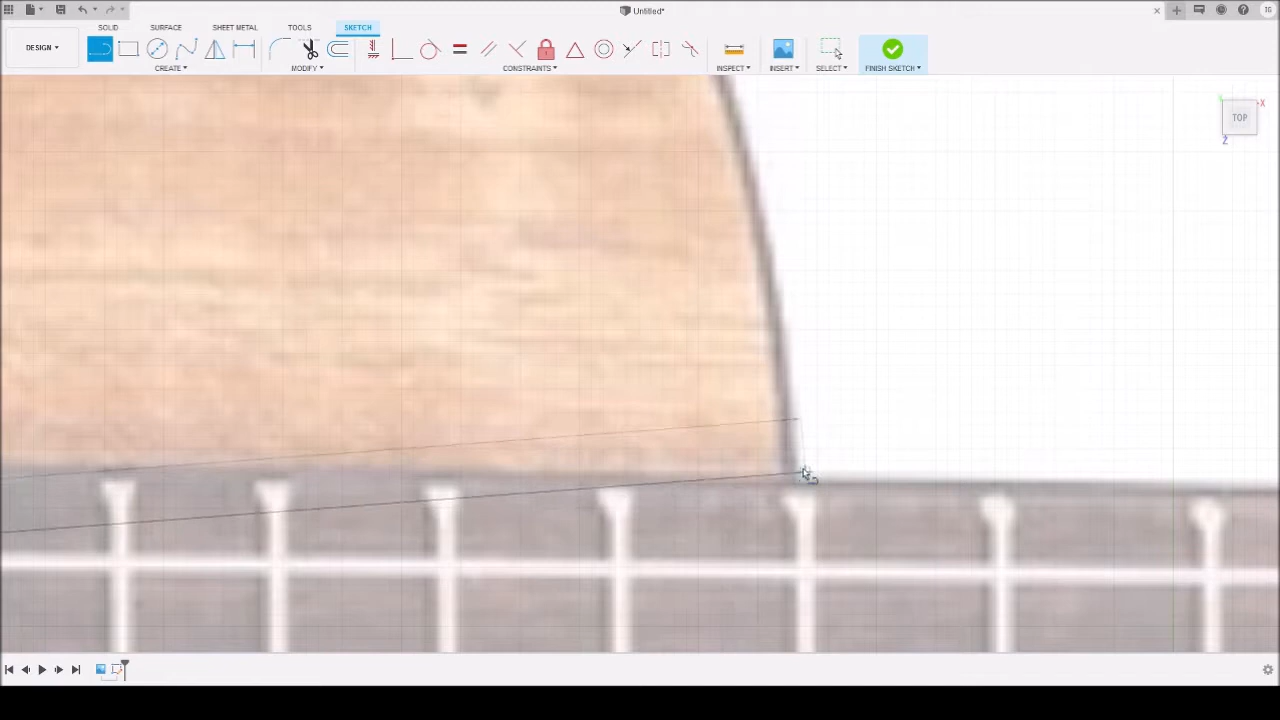 Untitled*
SOLID SURFACE SHEET METAL TOOLS SKETCH
DESIGN
CREATE MODIFY CONSTRAINTS INSPECT INSERT SELECT FINISH SKETCH
TOP
X
Z